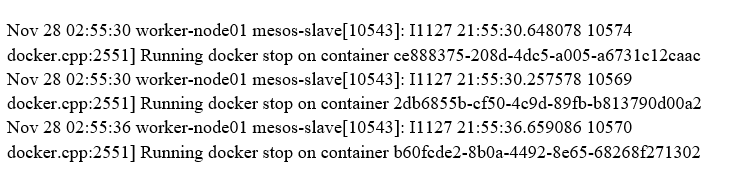 Nov 28 02:55:30 worker-node01 mesos-slave[10543]: I1127 21:55:30.648078 10574
docker.cpp:2551] Running docker stop on container ce888375-208d-4dc5-a005-a6731c12caac
Nov 28 02:55:30 worker-node01 mesos-slave[10543]: I1127 21:55:30.257578 10569
docker.cpp:2551] Running docker stop on container 2db6855b-cf50-4c9d-89fb-b813790d00a2
Nov 28 02:55:36 worker-node01 mesos-slave[10543]: I1127 21:55:36.659086 10570
docker.cpp:2551] Running docker stop on container b60fcde2-8b0a-4492-8e65-68268f271302